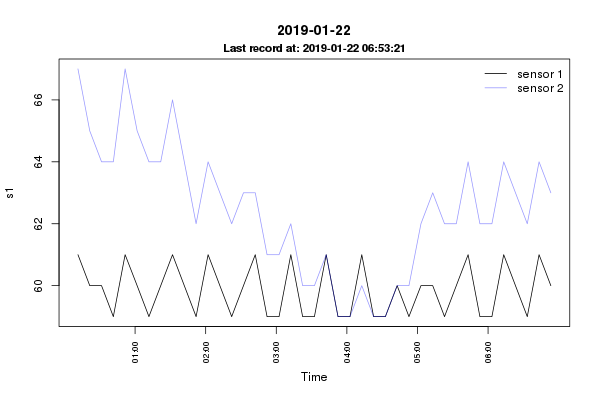 2019-01-22
Last record at: 2019-01-22 06:53:21
sensor 1
sensor 2
66
64
62
60
s1
01:00 02:00 03:00 04:00 05:00 06:00
Time